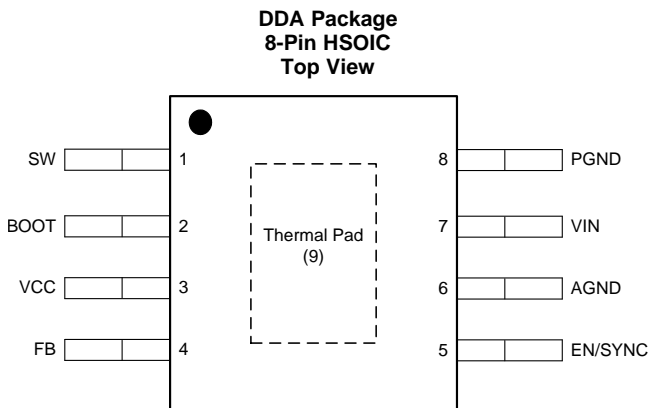 DDA Package
8-Pin HSOIC
Top View
SW 1 8 PGND
BOOT 2 7 VIN
Thermal Pad
(9)
VCC 3 6 AGND
FB 4 5 EN/SYNC